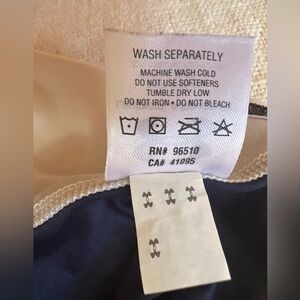 WASH SEPARATELY
MACHINE WASH COLD
DO NOT USE SOFTENERS
TUMBLE DRY LOW
DO NOT IRON • DO NOT BLEACH
RN# 96510
CA# 41095